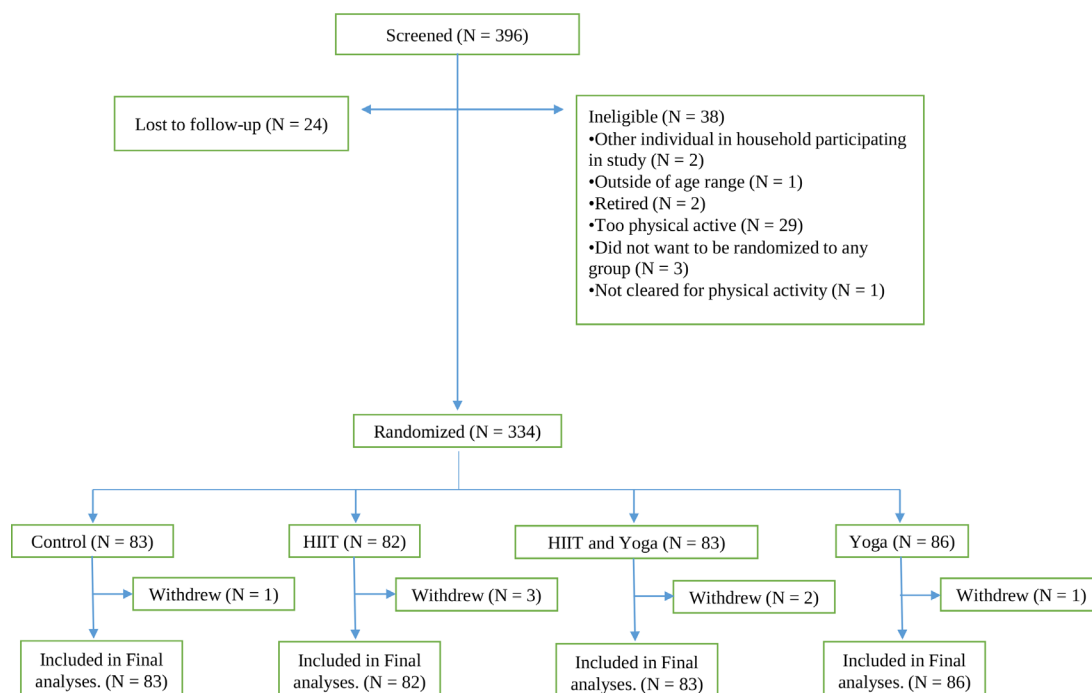 Screened (N = 396)
Lost to follow-up (N = 24)
Ineligible (N = 38)
•Other individual in household participating
in study (N = 2)
•Outside of age range (N = 1)
•Retired (N = 2)
•Too physical active (N = 29)
•Did not want to be randomized to any
group (N = 3)
•Not cleared for physical activity (N = 1)
Randomized (N = 334)
Control (N = 83)
HIIT (N = 82)
HIIT and Yoga (N = 83)
Yoga (N = 86)
Withdrew (N = 1)
Withdrew (N = 3)
Withdrew (N = 2)
Withdrew (N = 1)
Included in Final
analyses. (N = 83)
Included in Final
analyses. (N = 82)
Included in Final
analyses. (N = 83)
Included in Final
analyses. (N = 86)